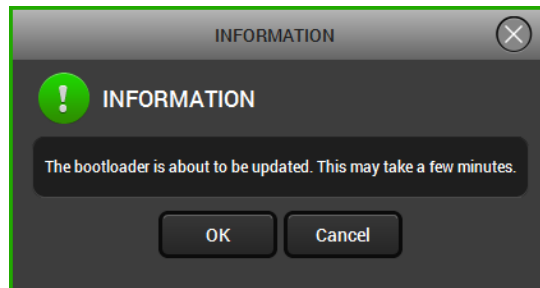 INFORMATION
INFORMATION
The bootloader is about to be updated. This may take a few minutes.
OK Cancel